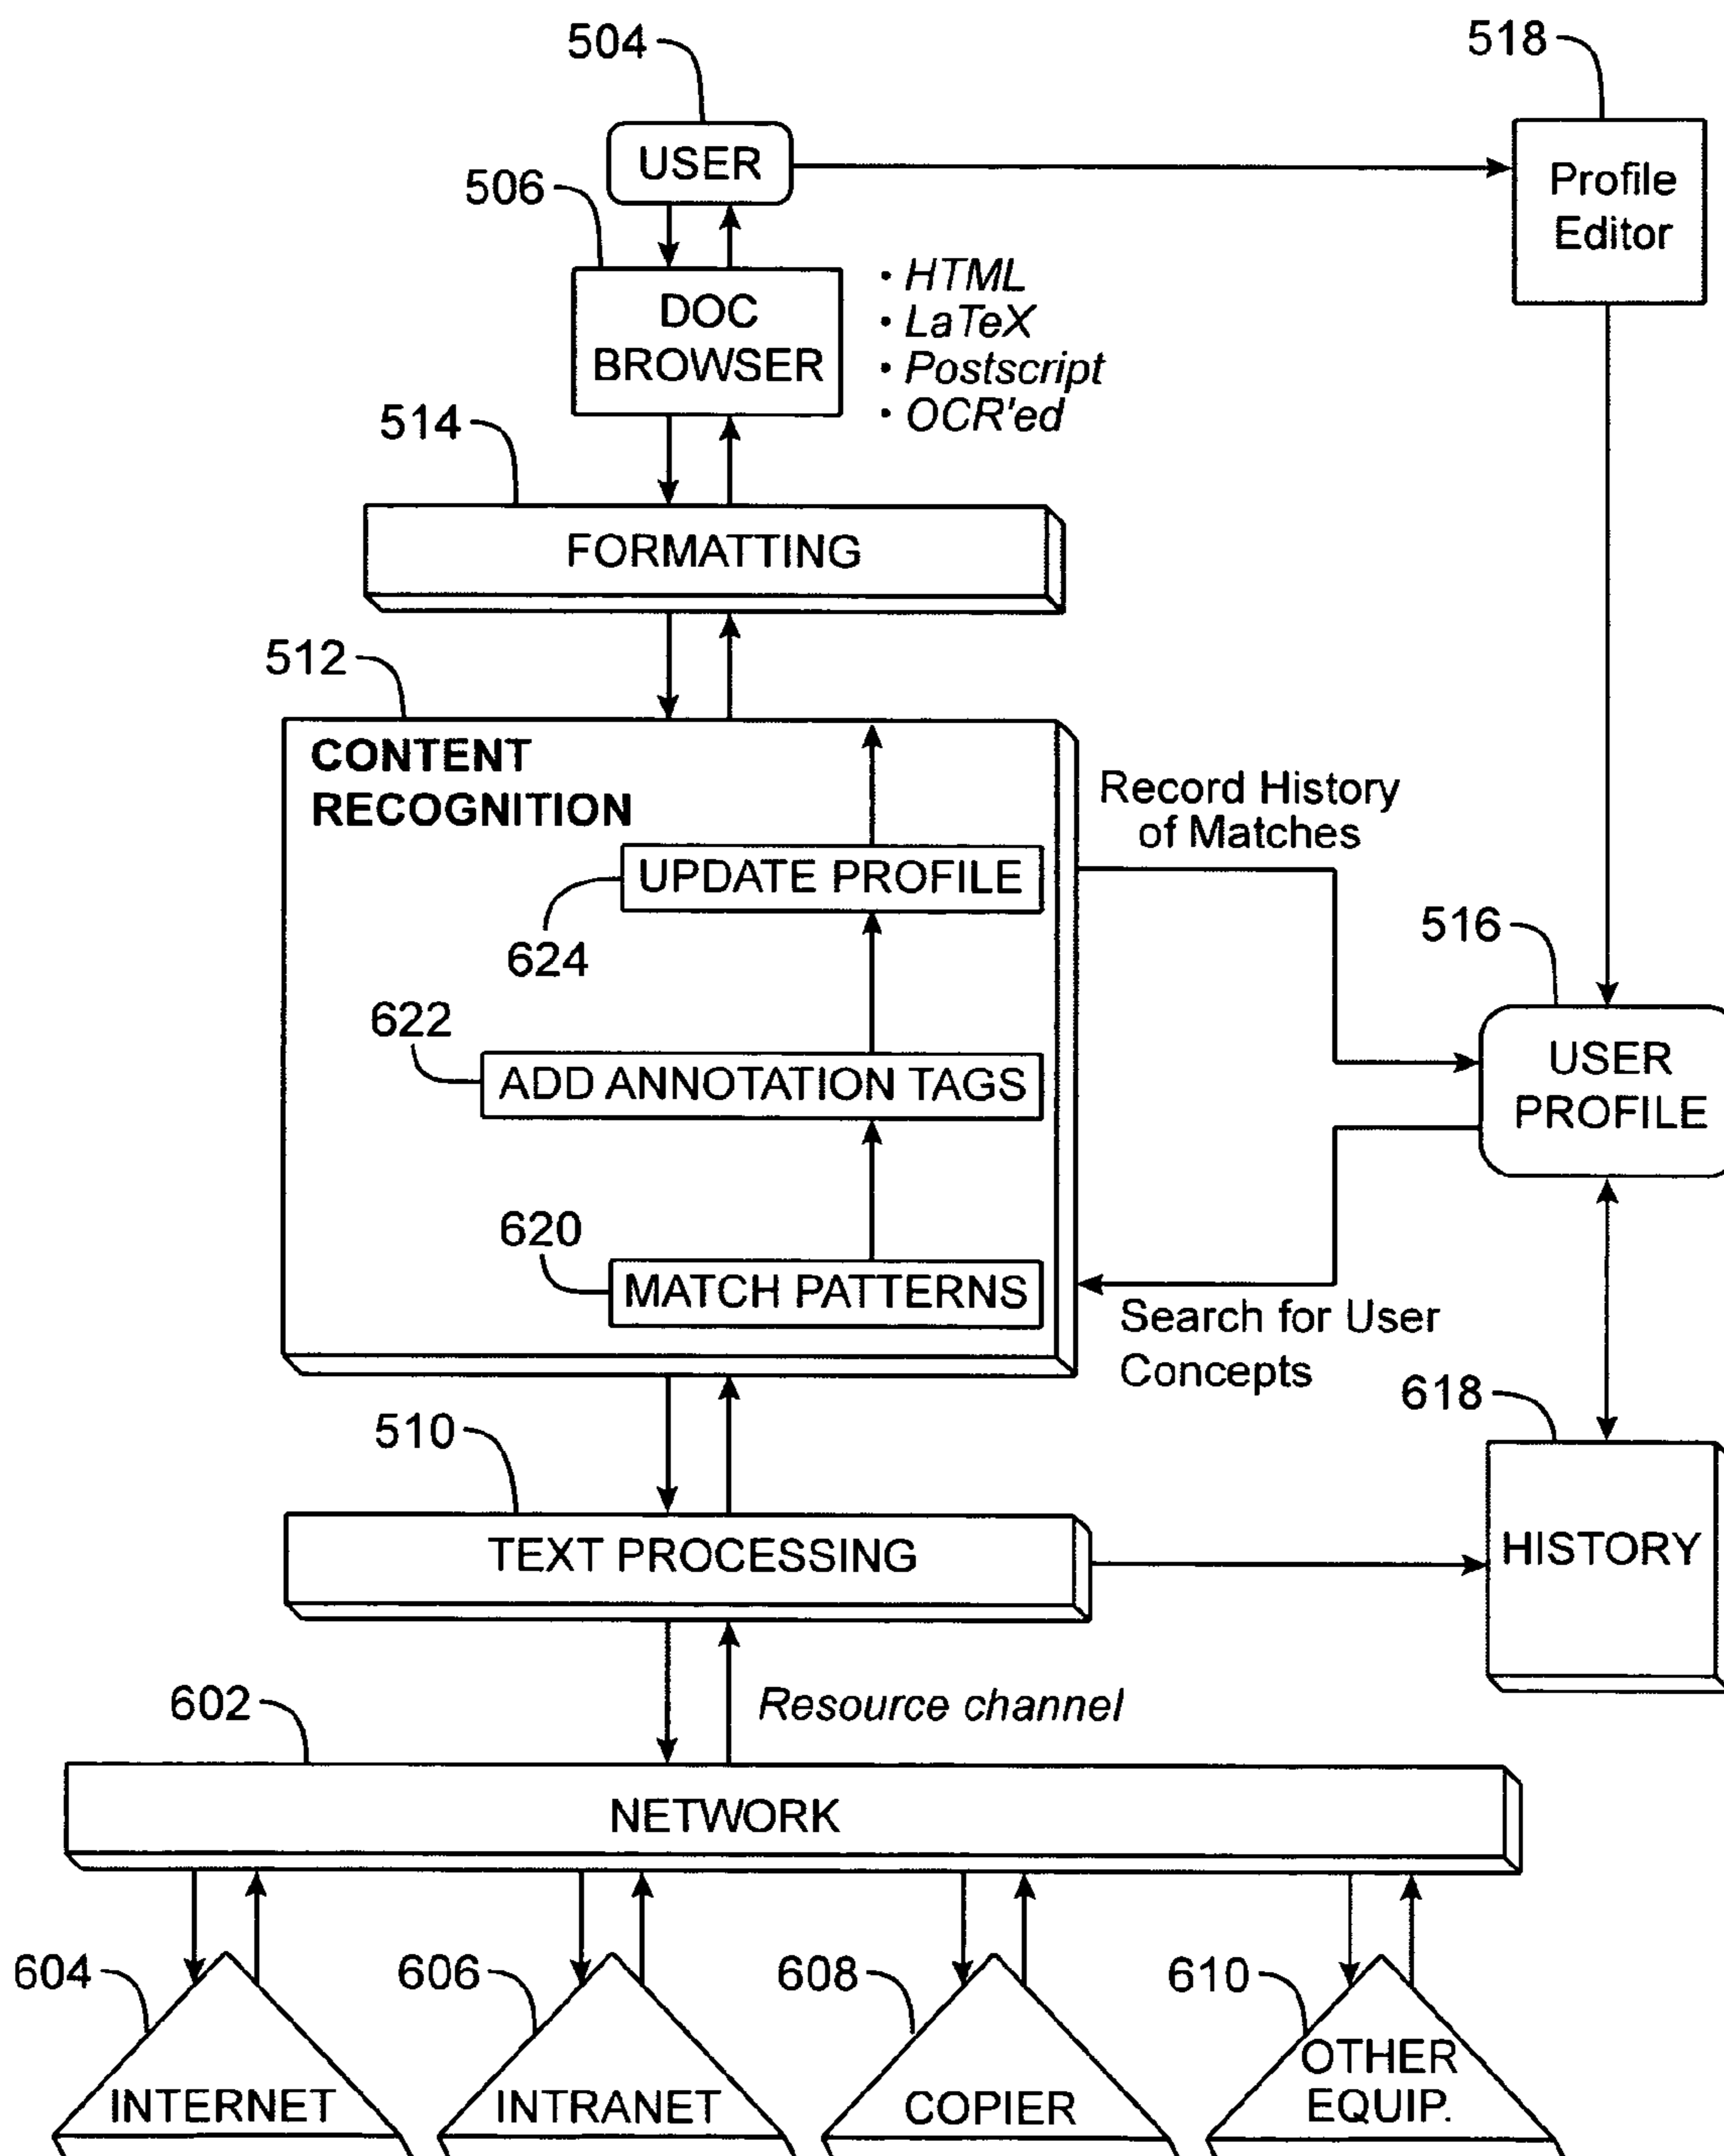 504
518
USER
506
Profile
Editor
DOC
BROWSER
• HTML
• LaTeX
• Postscript
• OCR'ed
514
FORMATTING
512
CONTENT
RECOGNITION
Record History
of Matches
UPDATE PROFILE
624
516
622
ADD ANNOTATION TAGS
USER
PROFILE
620
MATCH PATTERNS
Search for User
Concepts
618
510
TEXT PROCESSING
HISTORY
602
Resource channel
NETWORK
604
606
608
610
INTERNET
INTRANET
COPIER
OTHER
EQUIP.